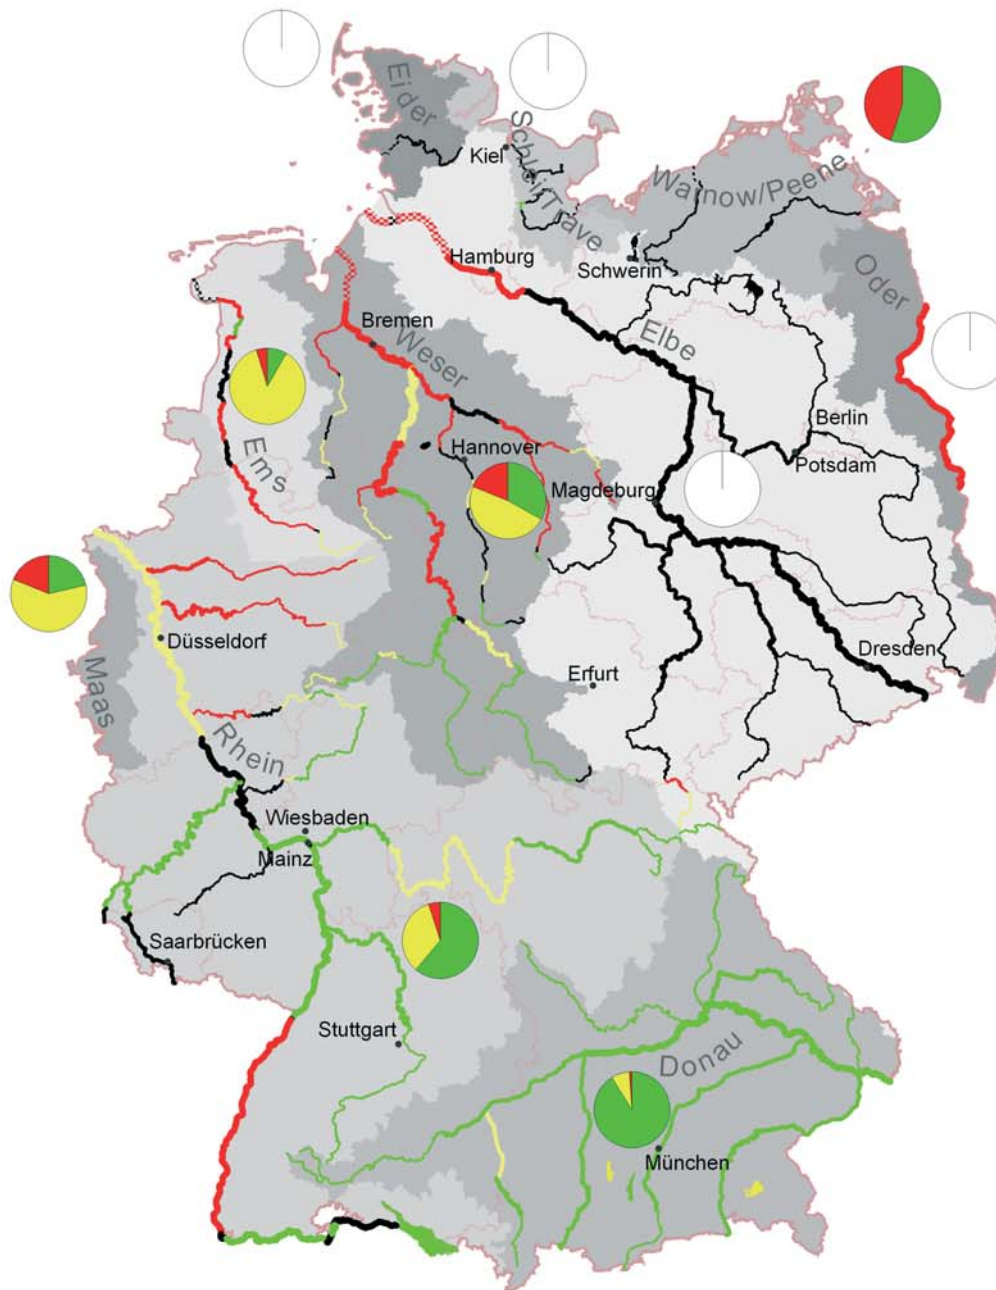 Eider
Kiel
Schlei/Trave
Warnow/Peene
Hamburg
Schwerin
Oder
Bremen
Weser
Elbe
Berlin
Ems
Hannover
Potsdam
Magdeburg
Düsseldorf
Maas
Erfurt
Dresden
Rhein
Wiesbaden
Mainz
Saarbrücken
Stuttgart
Donau
München